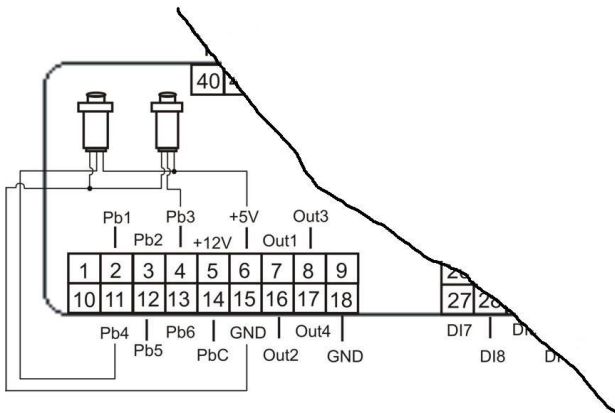 40
Pb1 Pb3 +5V Out3
Pb2 +12V Out1
1 2 3 4 5 6 7 8 9
10 11 12 13 14 15 16 17 18
27 28
Pb4 Pb6 GND Out4 DI7
Pb5 PbC Out2 GND DI8